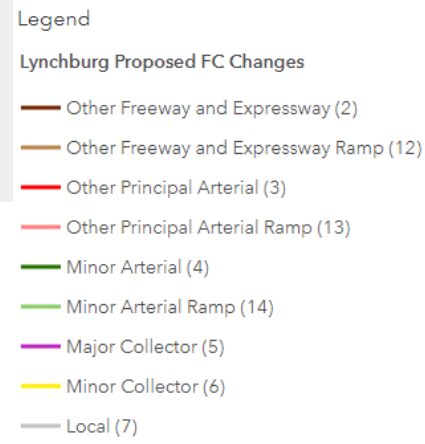 Legend
Lynchburg Proposed FC Changes
Other Freeway and Expressway (2)
Other Freeway and Expressway Ramp (12)
Other Principal Arterial (3)
Other Principal Arterial Ramp (13)
Minor Arterial (4)
Minor Arterial Ramp (14)
Major Collector (5)
Minor Collector (6)
Local (7)